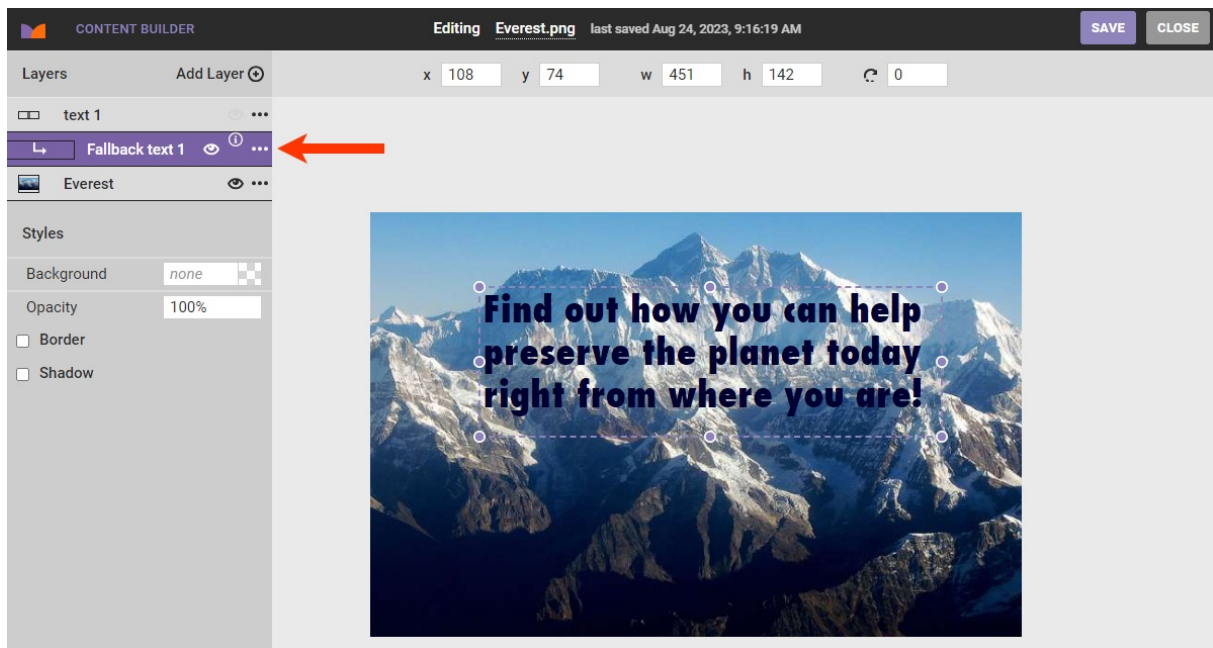 CONTENT BUILDER Editing Everest.png last saved Aug 24, 2023, 9:16:19 AM SAVE CLOSE
Layers Add Layer x 108 y 74 w 451 h 142 0
text 1
Fallback text 1
Everest
Styles
Background none
Opacity 100%
Border
Shadow
Find out how you can help
preserve the planet today
right from where you are!